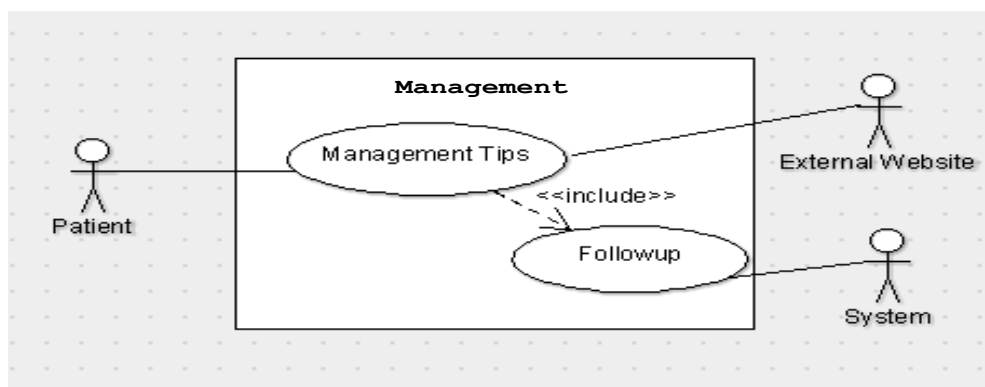 Management
Management Tips
External Website
<<include>>
Patient
Followup
System